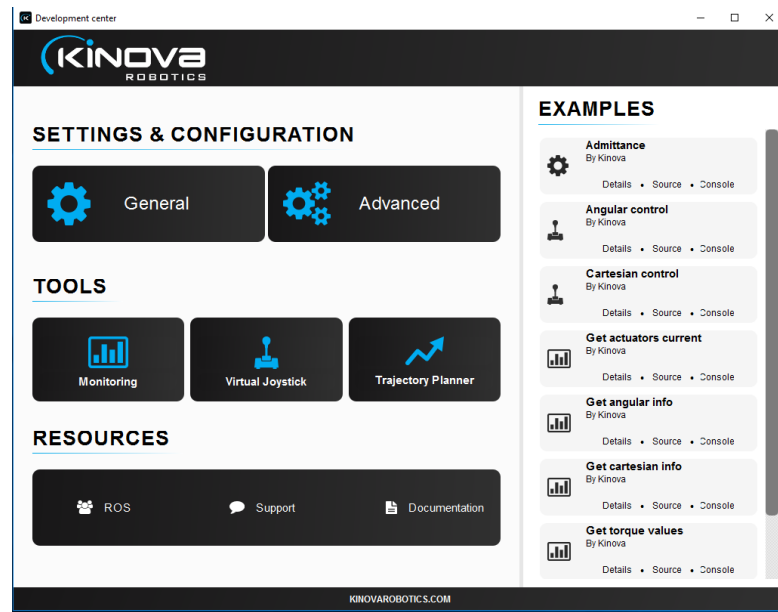 Development center
KINOVA
ROBOTICS
SETTINGS & CONFIGURATION
General
Advanced
TOOLS
Monitoring
Virtual Joystick
Trajectory Planner
RESOURCES
ROS
Support
Documentation
EXAMPLES
Admittance
By Kinova
Details • Source • Console
Angular control
By Kinova
Details • Source • Console
Cartesian control
By Kinova
Details • Source • Console
Get actuators current
By Kinova
Details • Source • Console
Get angular info
By Kinova
Details • Source • Console
Get cartesian info
By Kinova
Details • Source • Console
Get torque values
By Kinova
Details • Source • Console
KINOVAROBOTICS.COM